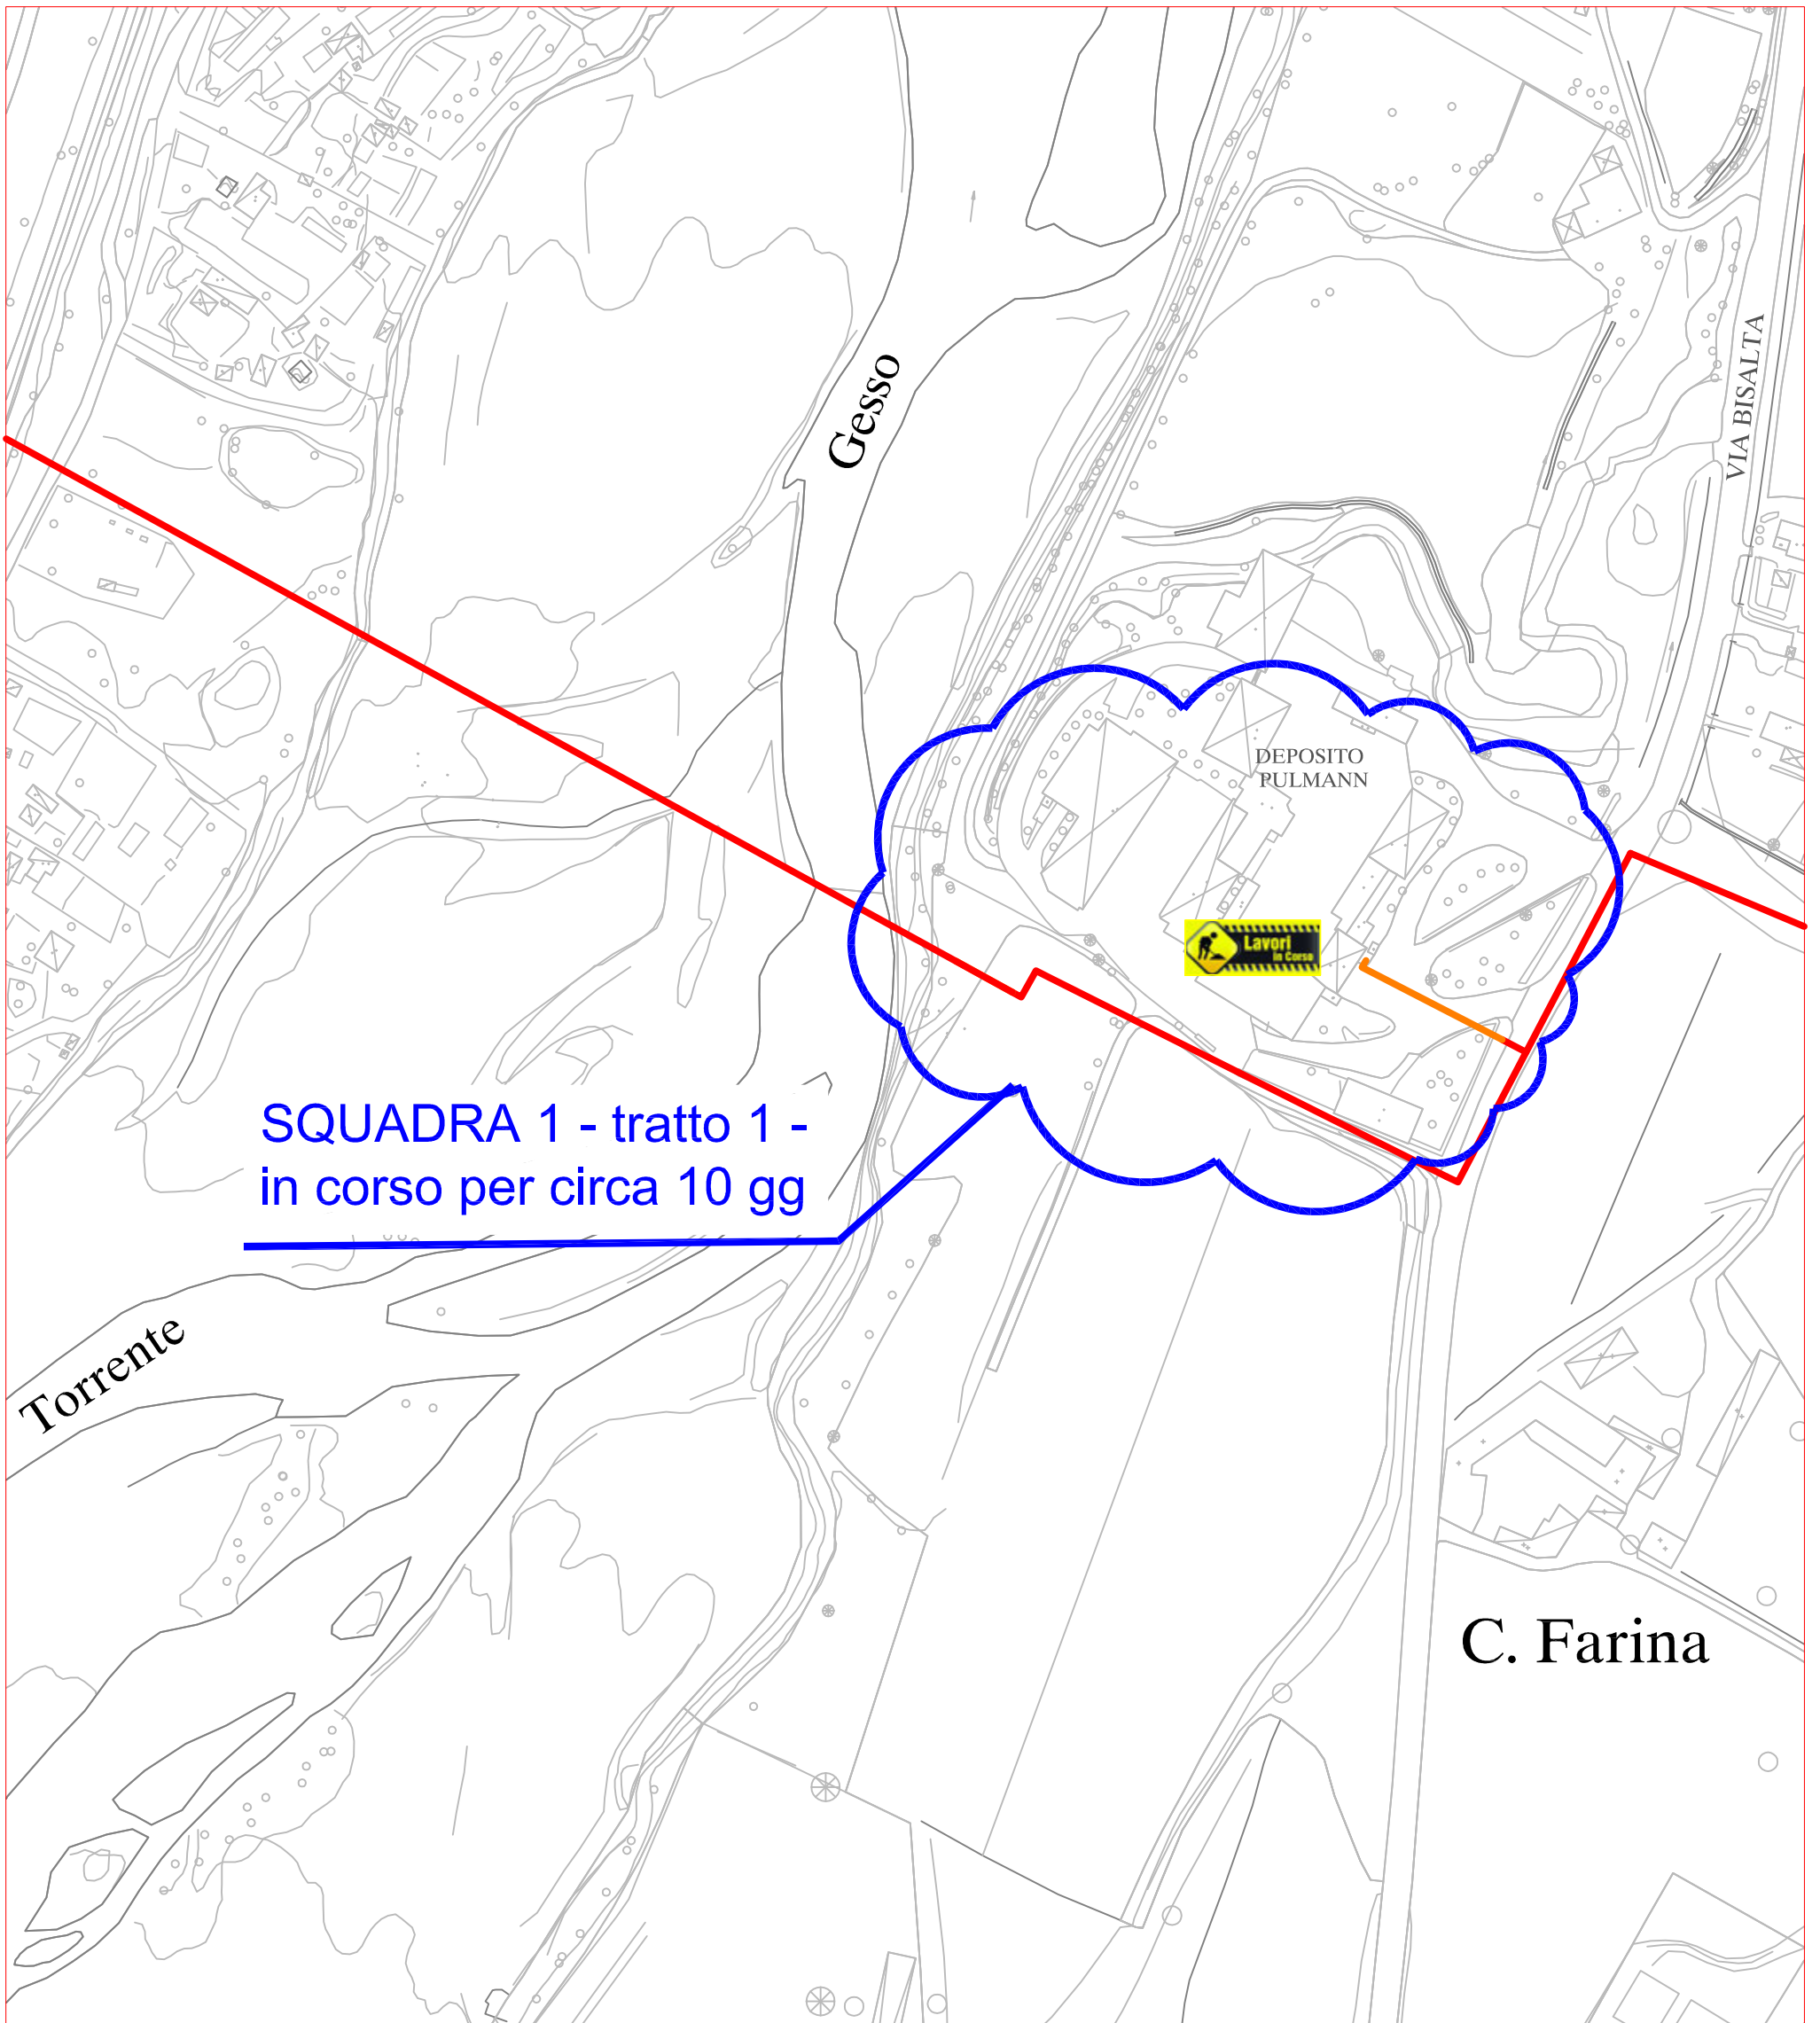 Gesso
VIA BISALTA
DEPOSITO
PULMANN
Lavori
in Corso
SQUADRA 1 - tratto 1 -
in corso per circa 10 gg
Torrente
C. Farina